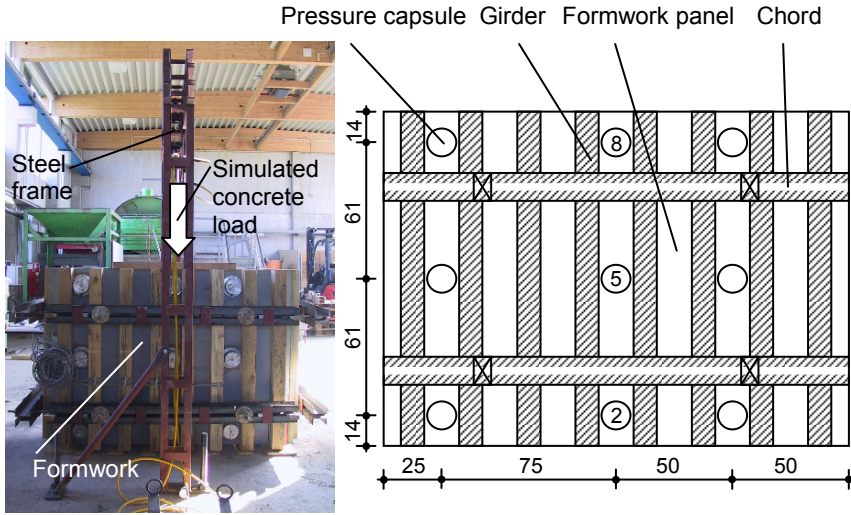 Pressure capsule Girder Formwork panel Chord
Steel
frame
Simulated
concrete
load
Formwork
14
61
61
14
8
5
2
25 75 50 50